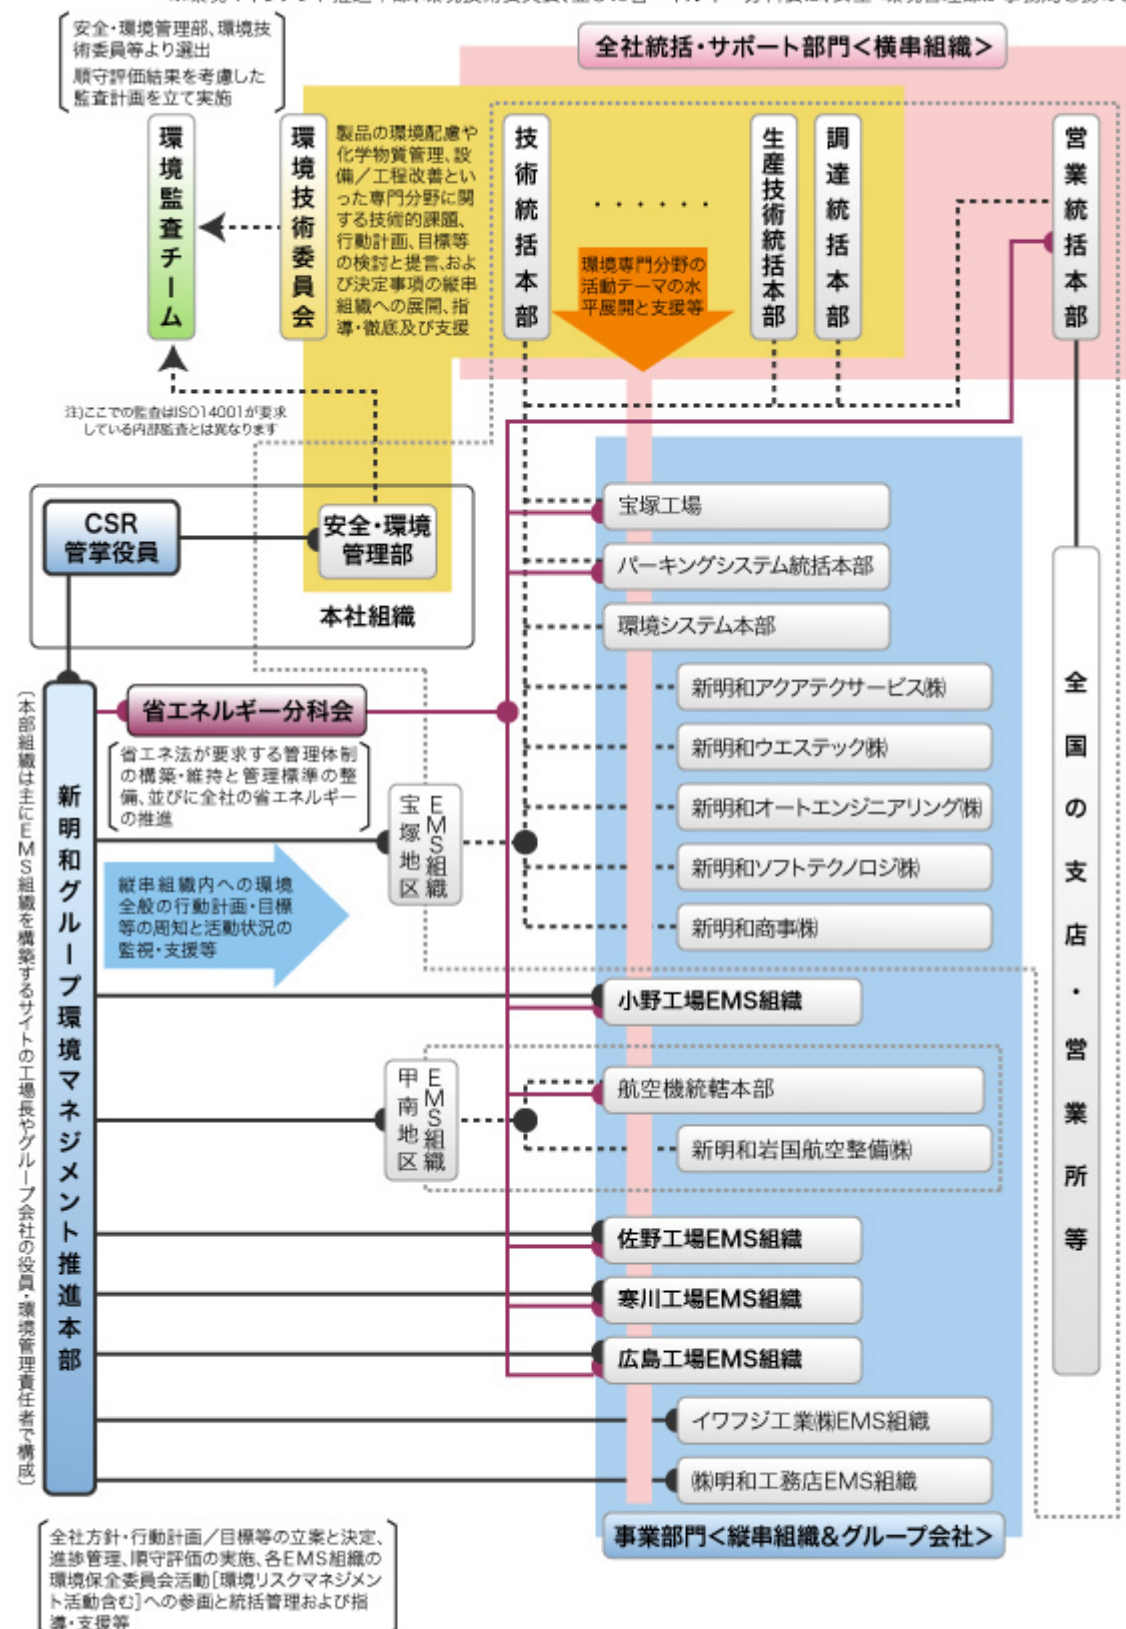 安全・環境管理部、環境技
術委員等より選出
順守評価結果を考慮した
監査計画を立て実施
全社統括・サポート部門<横串組織>
環境監査チーム
環境技術委員会
製品の環境配慮や
化学物質管理、設
備／工程改善とい
った専門分野に関
する技術的課題、
行動計画、目標等
の検討と提言、およ
び決定事項の縦串
組織への展開、指
導・徹底及び支援
技術統括本部
・・・・・・
生産技術統括本部
調達統括本部
営業統括本部
環境専門分野の
活動テーマの水
平展開と支援等
注)ここでの監査はISO14001が要求
している内部監査とは異なります
CSR
管掌役員
安全・環境
管理部
本社組織
宝塚工場
パーキングシステム統括本部
環境システム本部
新明和アクアテクサービス㈱
新明和ウエステック㈱
新明和オートエンジニアリング㈱
新明和ソフトテクノロジ㈱
新明和商事㈱
全国の支店・営業所等
省エネルギー分科会
省エネ法が要求する管理体制
の構築・維持と管理標準の整
備、並びに全社の省エネルギー
の推進
宝塚地区
EMS組織
縦串組織内への環境
全般の行動計画・目標
等の周知と活動状況の
監視・支援等
新明和グループ環境マネジメント推進本部
(本部組織は主にEMS組織を構築するサイトの工場長やグループ会社の役員・環境管理責任者で構成)
小野工場EMS組織
甲南地区
EMS組織
航空機統轄本部
新明和岩国航空整備㈱
佐野工場EMS組織
寒川工場EMS組織
広島工場EMS組織
イワフジ工業㈱EMS組織
㈱明和工務店EMS組織
事業部門<縦串組織&グループ会社>
全社方針・行動計画／目標等の立案と決定、
進捗管理、順守評価の実施、各EMS組織の
環境保全委員会活動[環境リスクマネジメン
ト活動含む]への参画と統括管理および指
導・支援等